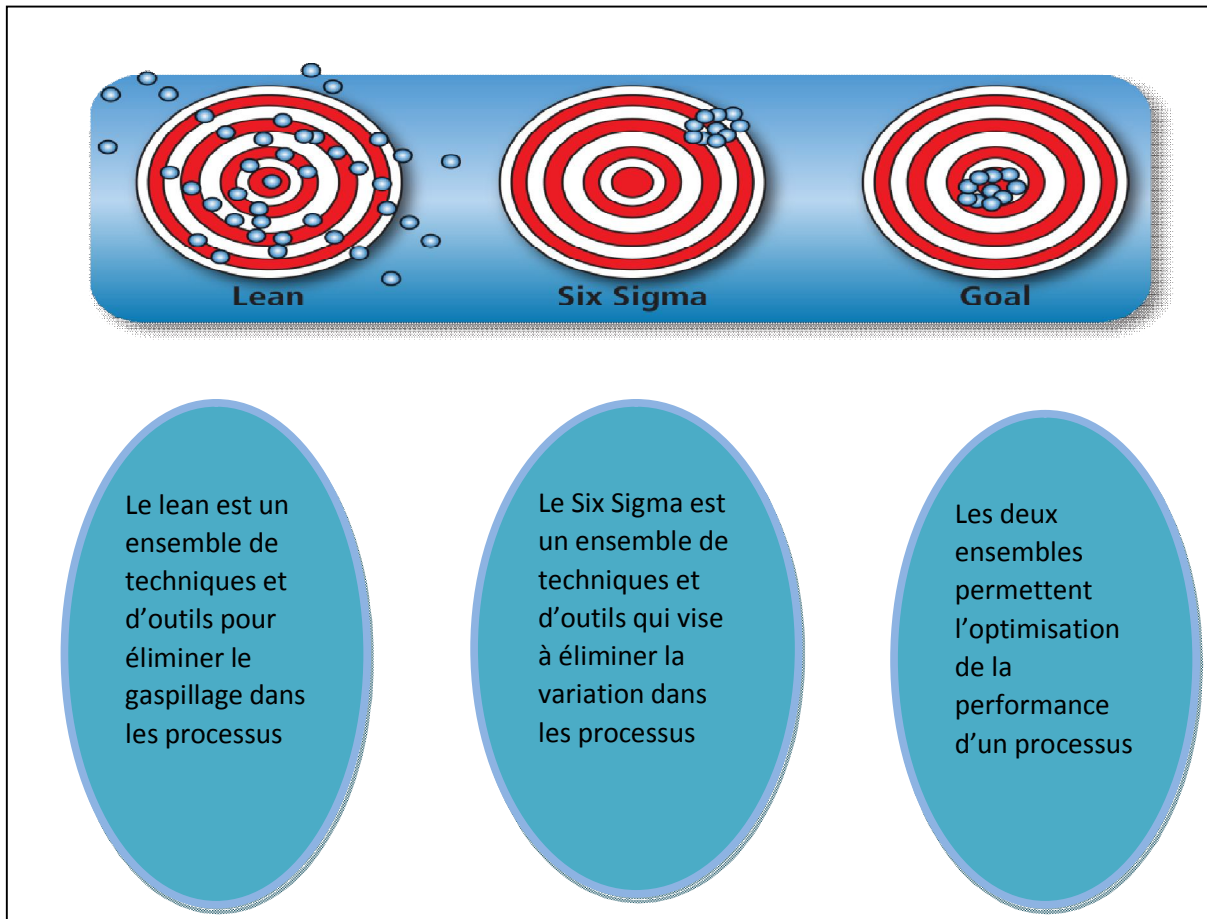 Lean
Six Sigma
Goal
Le lean est un
ensemble de
techniques et
d’outils pour
éliminer le
gaspillage dans
les processus
Le Six Sigma est
un ensemble de
techniques et
d’outils qui vise
à éliminer la
variation dans
les processus
Les deux
ensembles
permettent
l’optimisation
de la
performance
d’un processus